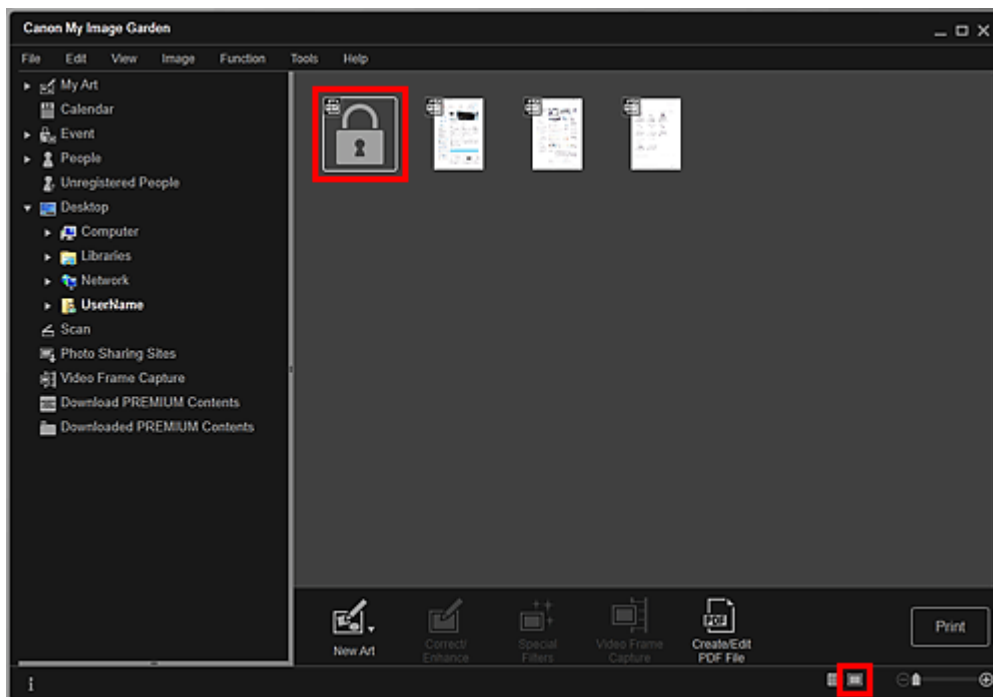 Canon My Image Garden
File Edit View Image Function Tools Help
My Art
Calendar
Event
People
Unregistered People
Desktop
Computer
Libraries
Network
UserName
Scan
Photo Sharing Sites
Video Frame Capture
Download PREMIUM Contents
Downloaded PREMIUM Contents
New Art
Correct/
Enhance
Special
Filters
Video Frame
Capture
PDF
Create/Edit
PDF File
Print
i